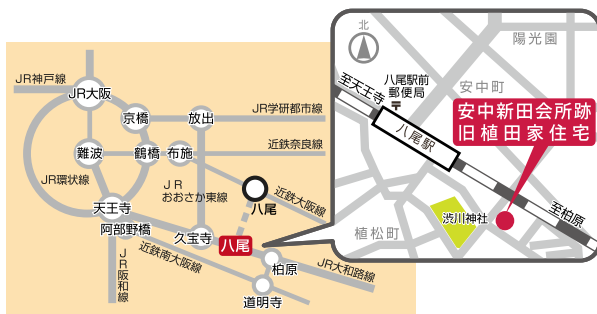 JR神戸線
JR大阪
京橋
放出
JR学研都市線
難波
鶴橋
布施
近鉄奈良線
JR環状線
JR
おおさか東線
八尾
近鉄大阪線
天王寺
阿部野橋
久宝寺
八尾
近鉄南大阪線
JR阪和線
柏原
JR大和路線
道明寺
北
陽光園
安中町
至天王寺
八尾駅前
郵便局
八尾駅
安中新田会所跡
旧植田家住宅
渋川神社
至柏原
植松町